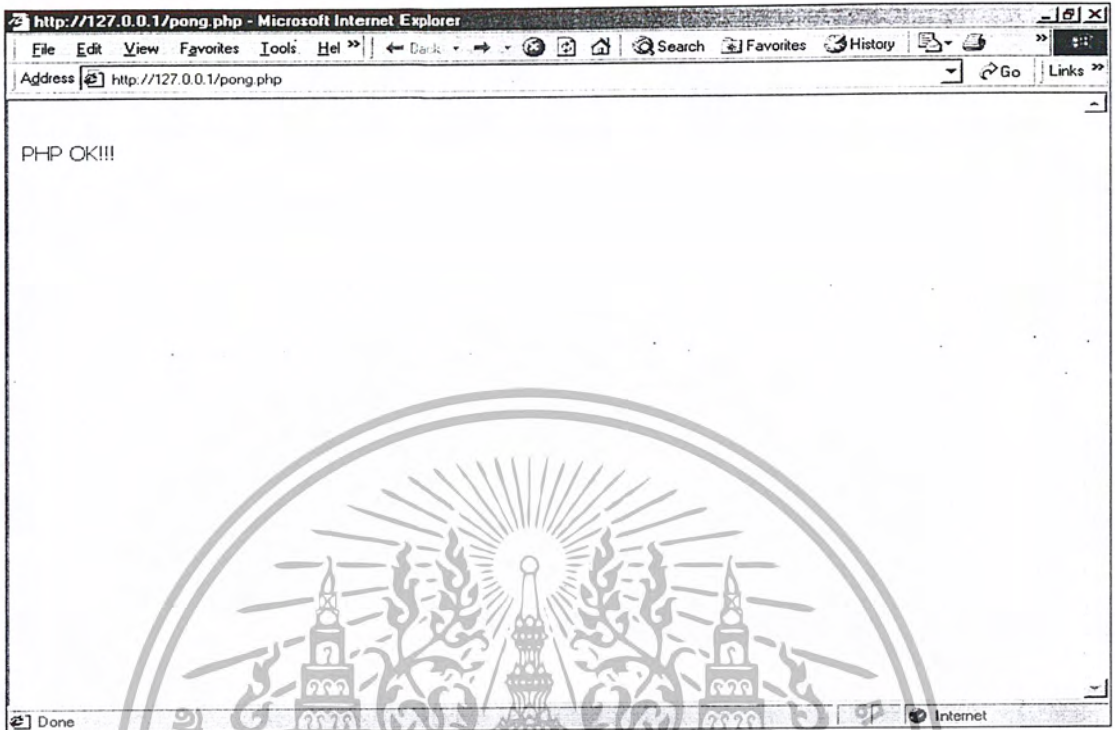 http://127.0.0.1/pong.php - Microsoft Internet Explorer
File Edit View Favorites Tools Hel » Back Search Favorites History »
Address http://127.0.0.1/pong.php Go Links »
PHP OK!!!
Done Internet